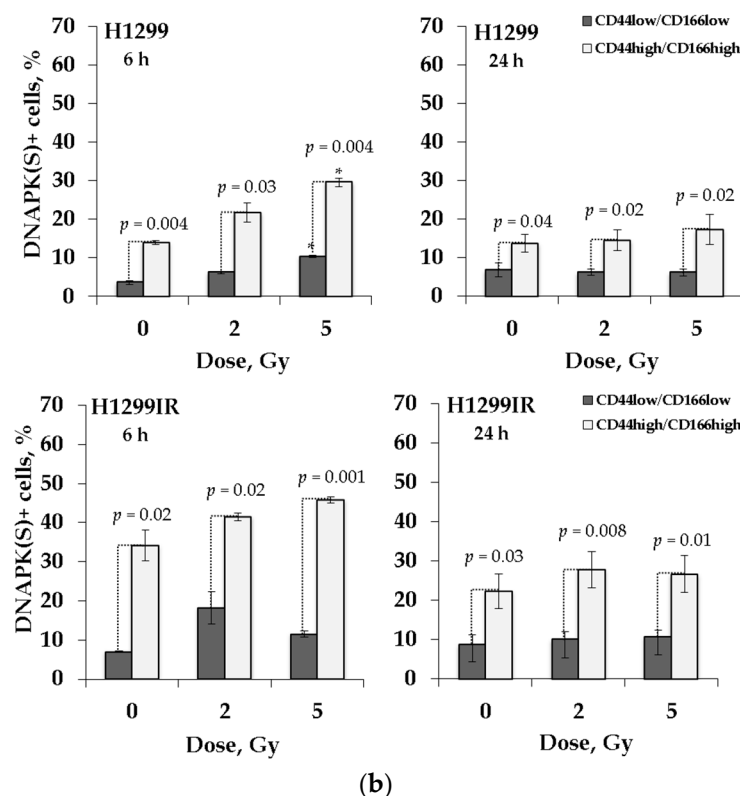 H1299
6 h
DNAPK(S)+ cells, %
70
60
50
40
30
20
10
0
p = 0.004
p = 0.03
p = 0.004
*
*
0 2 5
Dose, Gy
H1299
24 h
CD44low/CD166low
CD44high/CD166high
70
60
50
40
30
20
10
0
p = 0.04
p = 0.02
p = 0.02
0 2 5
Dose, Gy
H1299IR
6 h
DNAPK(S)+ cells, %
70
60
50
40
30
20
10
0
p = 0.02
p = 0.02
p = 0.001
0 2 5
Dose, Gy
H1299IR
24 h
CD44low/CD166low
CD44high/CD166high
70
60
50
40
30
20
10
0
p = 0.03
p = 0.008
p = 0.01
0 2 5
Dose, Gy
(b)